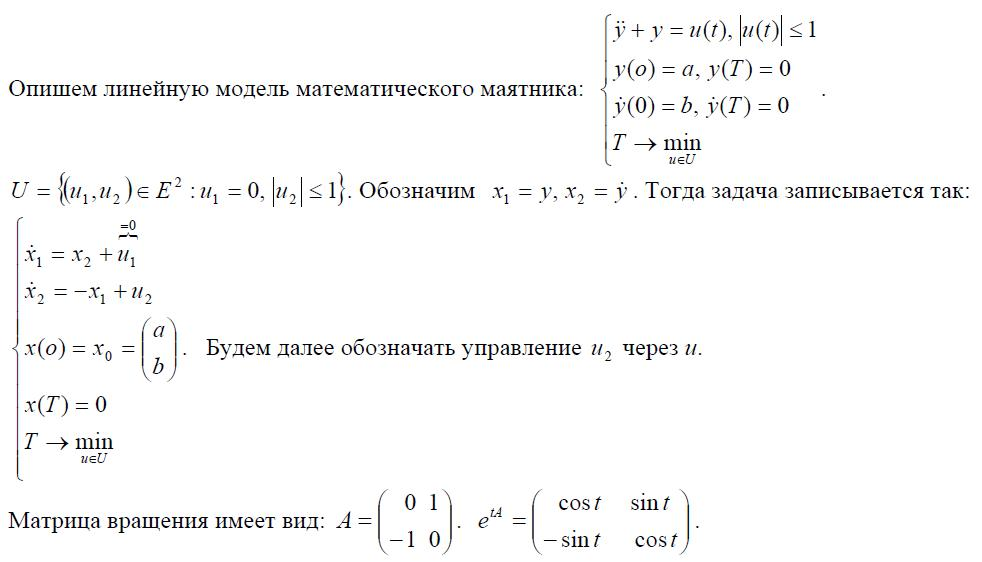 Опишем линейную модель математического маятника: { ÿ + y = u(t), |u(t)| ≤ 1
y(o) = a, y(T) = 0
ẏ(0) = b, ẏ(T) = 0
T → min
u∈U
.
U = {(u₁, u₂) ∈ E² : u₁ = 0, |u₂| ≤ 1}. Обозначим x₁ = y, x₂ = ẏ. Тогда задача записывается так:
=0
ẋ₁ = x₂ + u₁
ẋ₂ = −x₁ + u₂
x(o) = x₀ = (a b). Будем далее обозначать управление u₂ через u.
x(T) = 0
T → min
u∈U
Матрица вращения имеет вид: A = (0 1 −1 0). eᵗᴬ = (cos t sin t −sin t cos t).